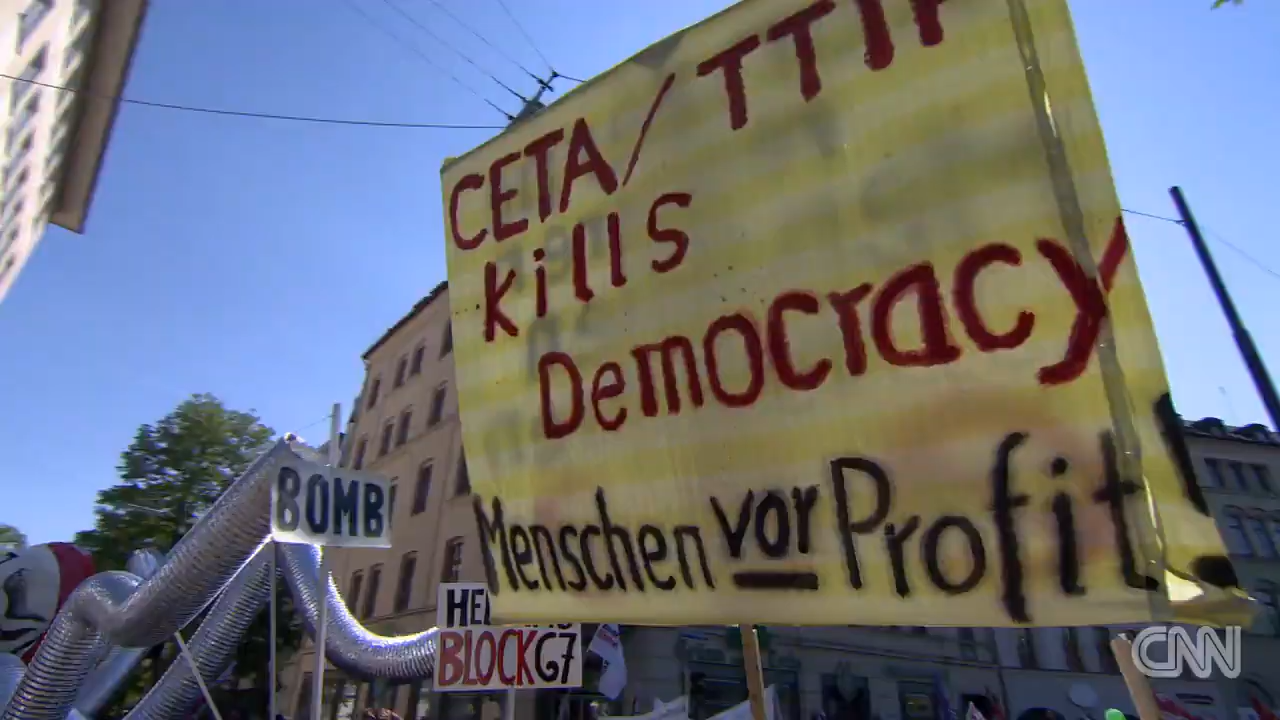 CETA/TTIP
kills
Democracy
Menschen vor Profit!
BOMB
BLOCK G7
CNN